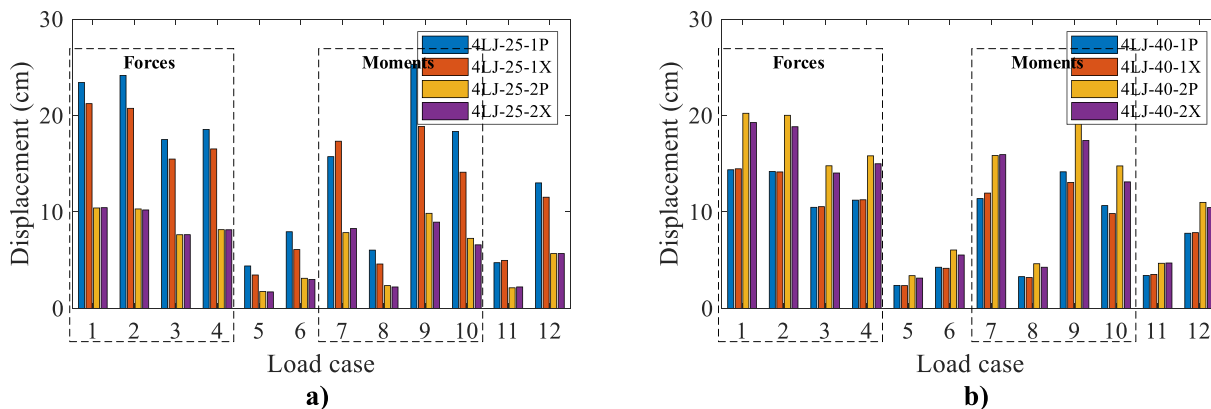 30
20
10
0
Displacement (cm)
Forces
Moments
4LJ-25-1P
4LJ-25-1X
4LJ-25-2P
4LJ-25-2X
1 2 3 4 5 6 7 8 9 10 11 12
Load case
a)
30
20
10
0
Displacement (cm)
Forces
Moments
4LJ-40-1P
4LJ-40-1X
4LJ-40-2P
4LJ-40-2X
1 2 3 4 5 6 7 8 9 10 11 12
Load case
b)